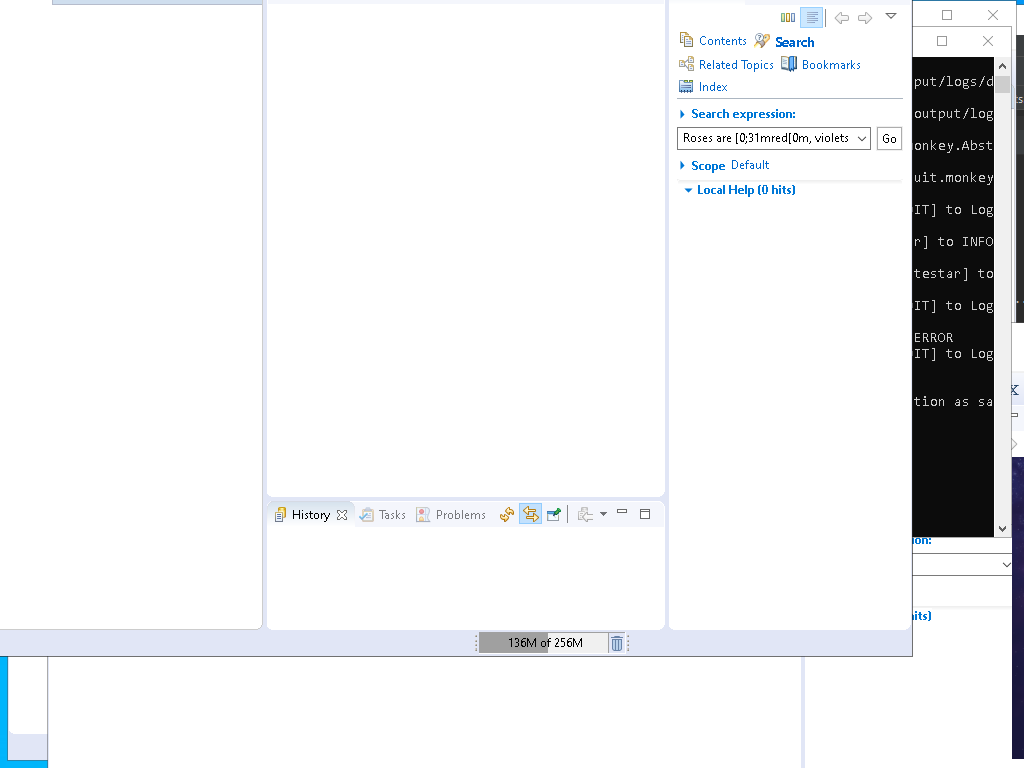 Contents Search
Related Topics Bookmarks
Index
Search expression:
Roses are [0;31mred[0m, violets
Go
Scope Default
Local Help (0 hits)
History Tasks Problems
136M of 256M
put/logs/d
output/log
onkey.Abst
uit.monkey
IT] to Log
r] to INFO
testar] to
IT] to Log
ERROR
IT] to Log
tion as sa
on:
its)